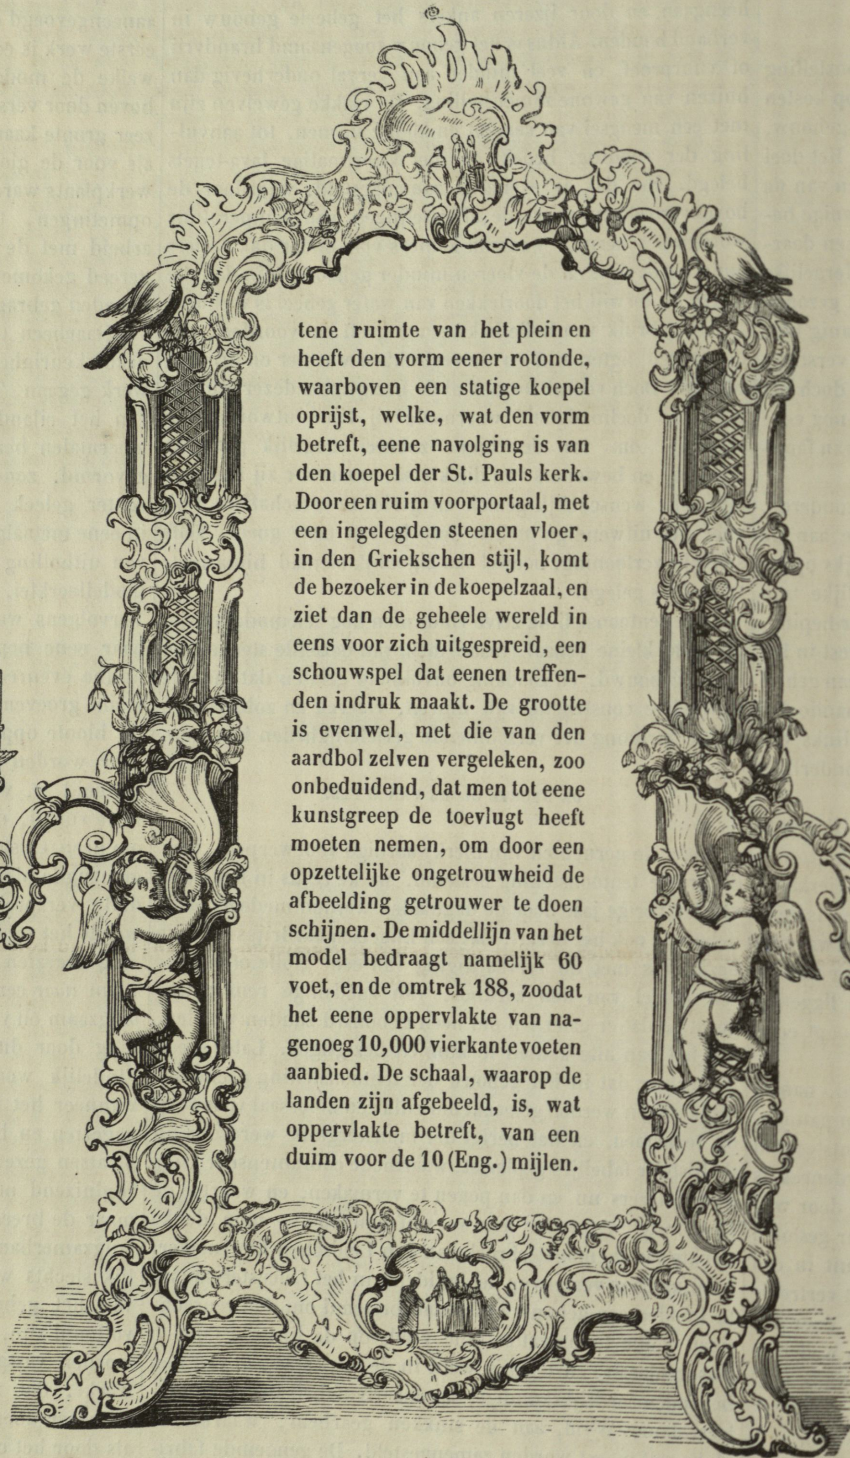 tene ruimte van het plein en
heeft den vorm eener rotonde,
waarboven een statige koepel
oprijst, welke, wat den vorm
betreft, eene navolging is van
den koepel der St. Pauls kerk.
Door een ruim voorportaal, met
een ingelegden steenen vloer,
in den Griekschen stijl, komt
de bezoeker in de koepelzaal, en
ziet dan de geheele wereld in
eens voor zich uitgespreid, een
schouwspel dat eenen treffen-
den indruk maakt. De grootte
is evenwel, met die van den
aardbol zelven vergeleken, zoo
onbeduidend, dat men tot eene
kunstgreep de toevlugt heeft
moeten nemen, om door een
opzettelijke ongetrouwheid de
afbeelding getrouwer te doen
schijnen. De middellijn van het
model bedraagt namelijk 60
voet, en de omtrek 188, zoodat
het eene oppervlakte van na-
genoeg 10,000 vierkante voeten
aanbied. De schaal, waarop de
landen zijn afgebeeld, is, wat
oppervlakte betreft, van een
duim voor de 10 (Eng.) mijlen.